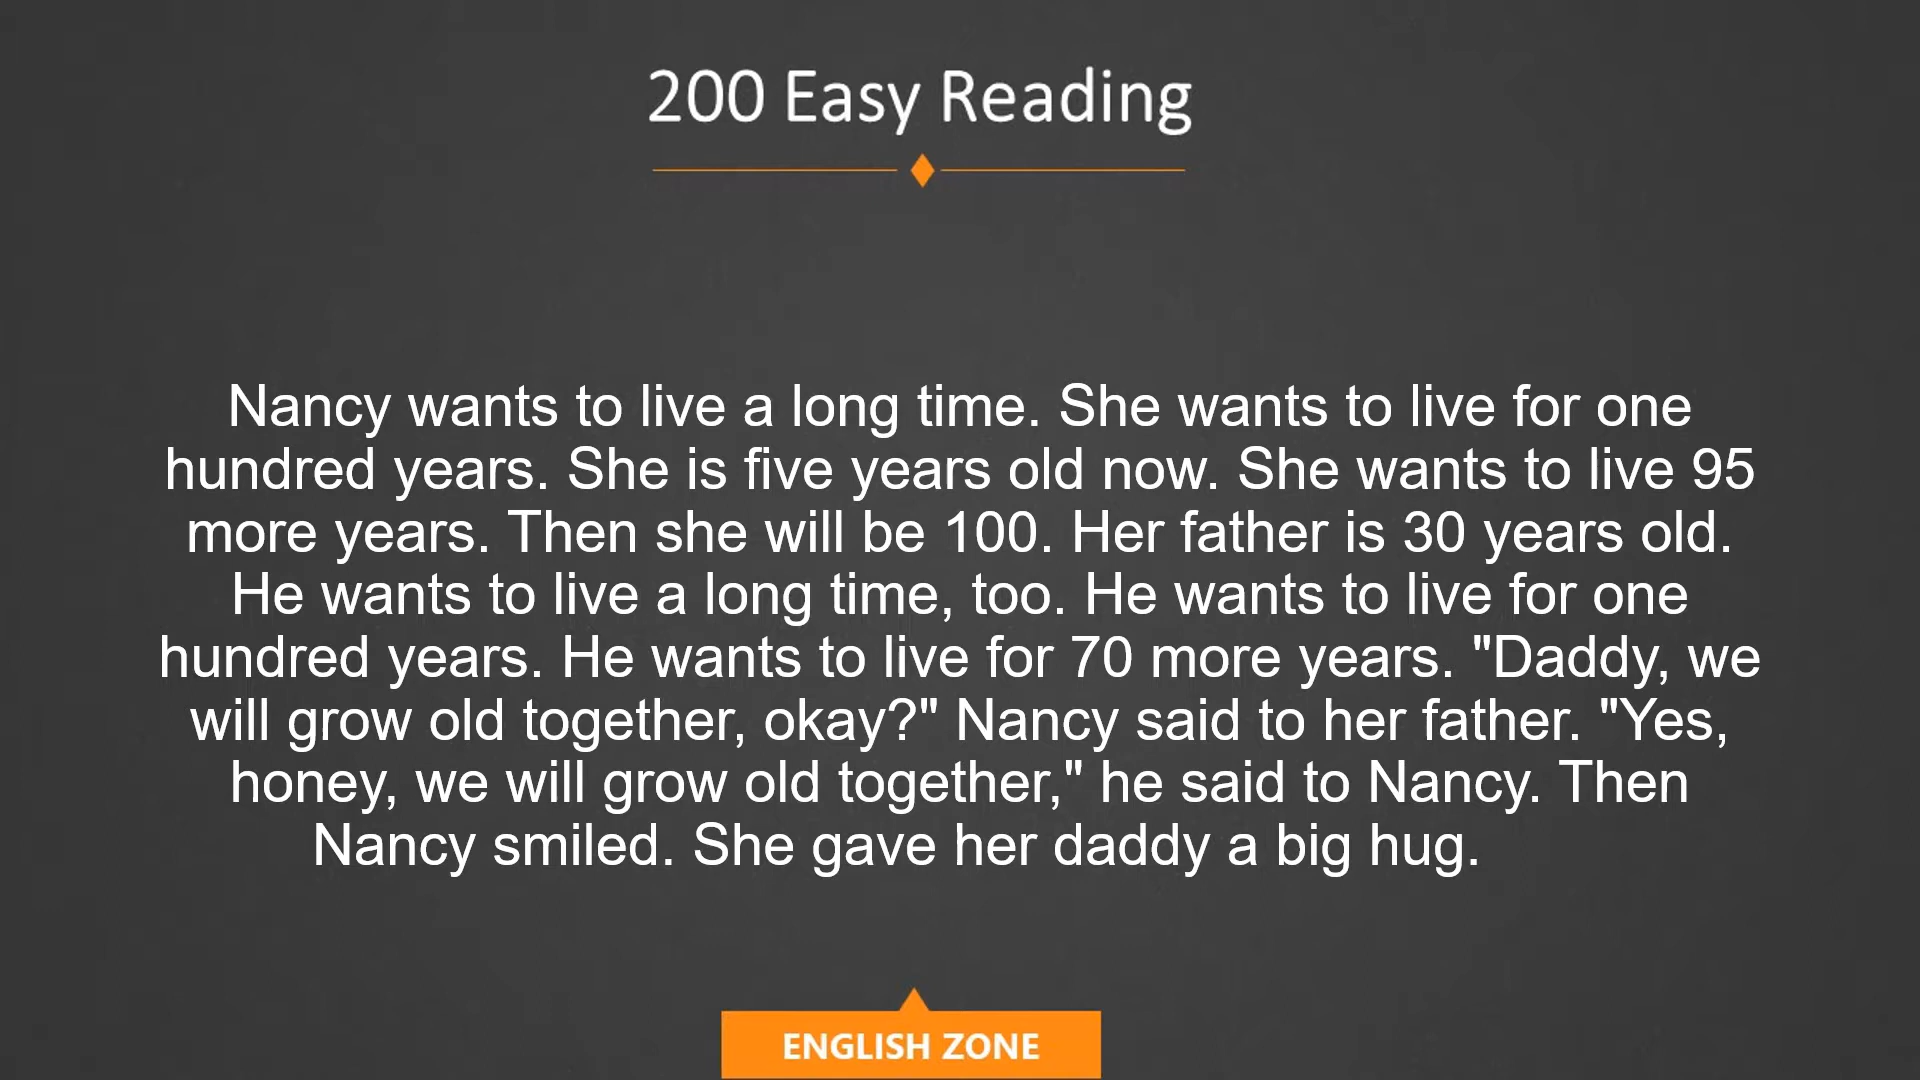 200 Easy Reading
Nancy wants to live a long time. She wants to live for one
hundred years. She is five years old now. She wants to live 95
more years. Then she will be 100. Her father is 30 years old.
He wants to live a long time, too. He wants to live for one
hundred years. He wants to live for 70 more years. "Daddy, we
will grow old together, okay?" Nancy said to her father. "Yes,
honey, we will grow old together," he said to Nancy. Then
Nancy smiled. She gave her daddy a big hug.
ENGLISH ZONE